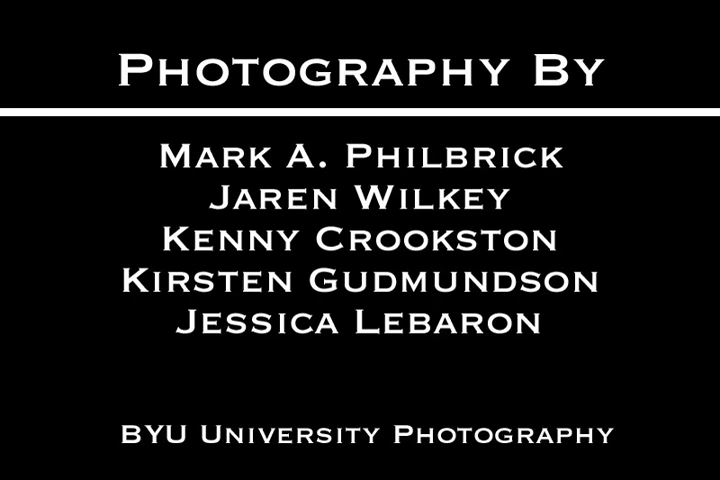 Photography By
Mark A. Philbrick
Jaren Wilkey
Kenny Crookston
Kirsten Gudmundson
Jessica Lebaron
BYU University Photography